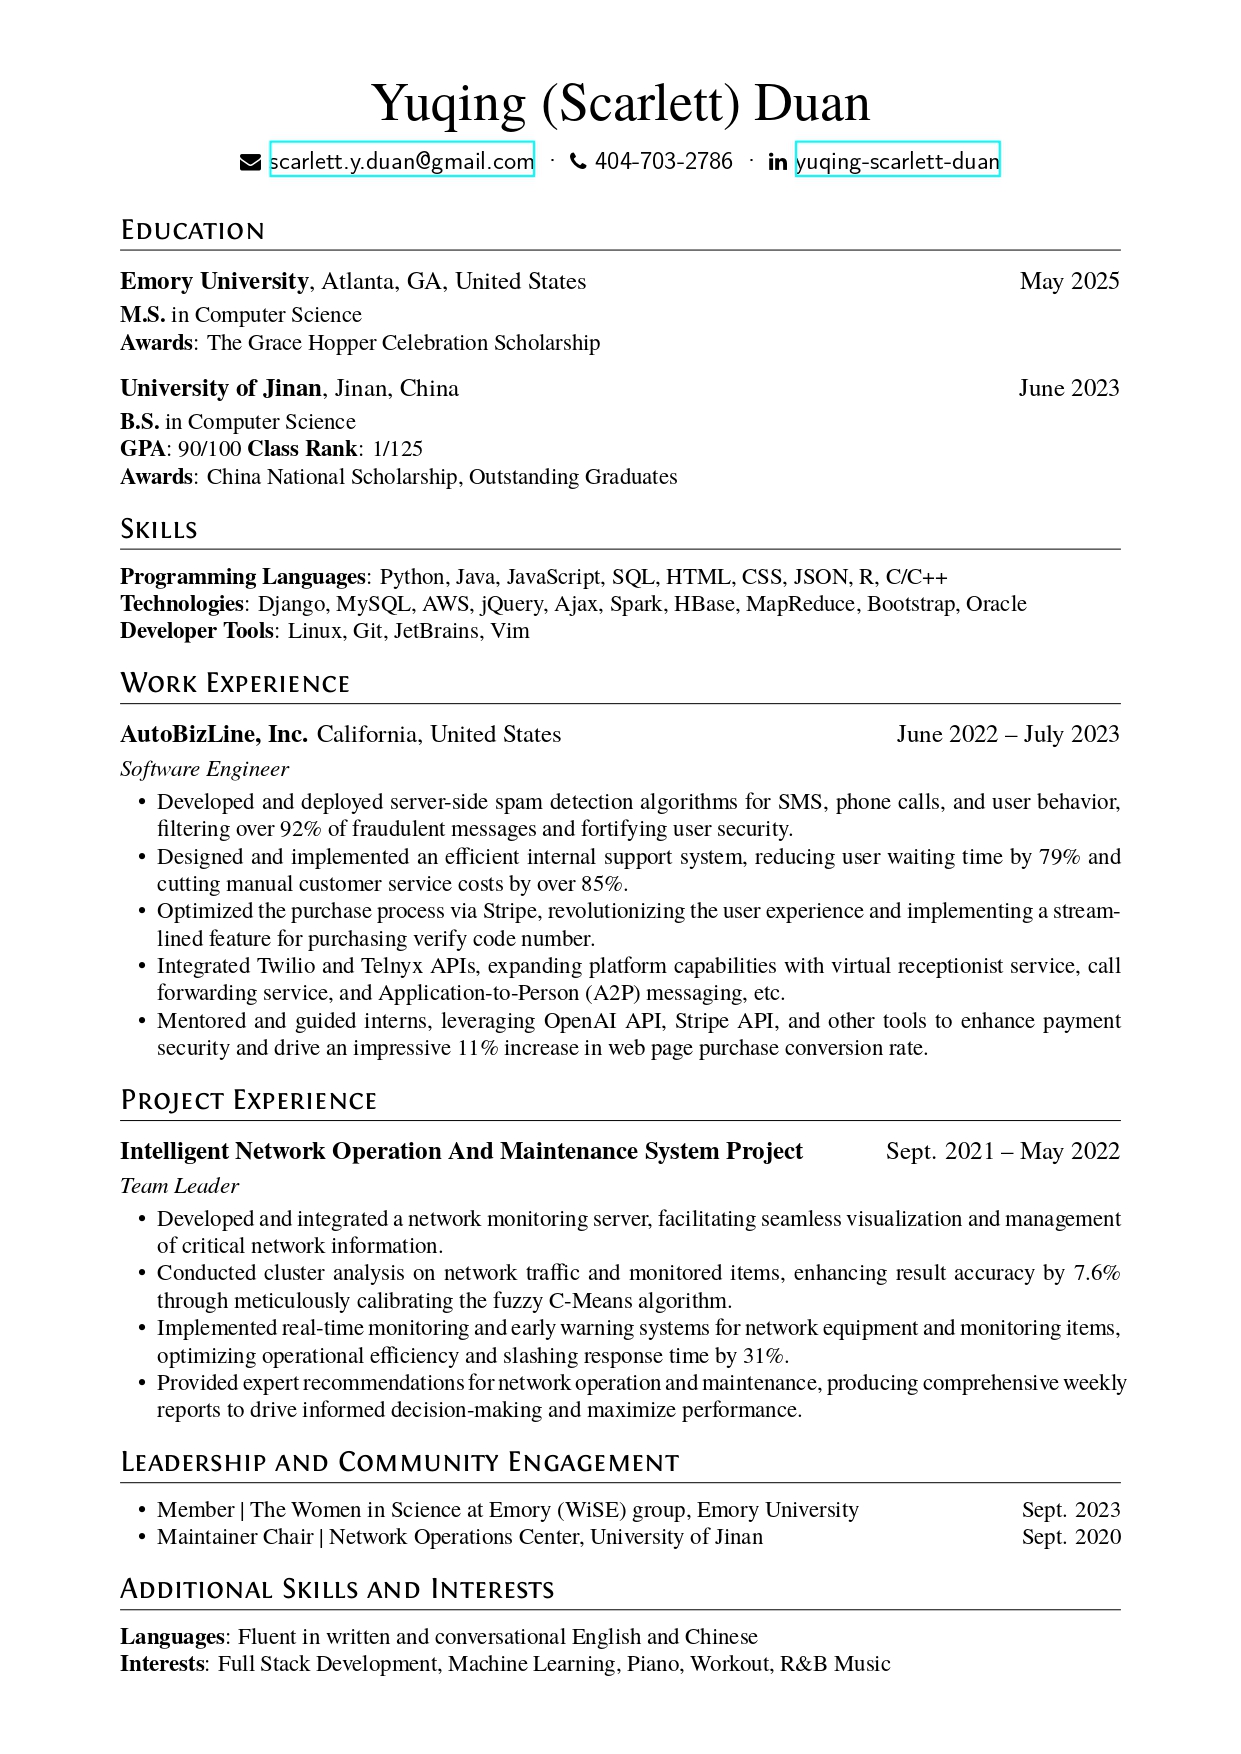 Yuqing (Scarlett) Duan
scarlett.y.duan@gmail.com · 404-703-2786 · in yuqing-scarlett-duan
Education
Emory University, Atlanta, GA, United States May 2025
M.S. in Computer Science
Awards: The Grace Hopper Celebration Scholarship
University of Jinan, Jinan, China June 2023
B.S. in Computer Science
GPA: 90/100 Class Rank: 1/125
Awards: China National Scholarship, Outstanding Graduates
Skills
Programming Languages: Python, Java, JavaScript, SQL, HTML, CSS, JSON, R, C/C++
Technologies: Django, MySQL, AWS, jQuery, Ajax, Spark, HBase, MapReduce, Bootstrap, Oracle
Developer Tools: Linux, Git, JetBrains, Vim
Work Experience
AutoBizLine, Inc. California, United States June 2022 – July 2023
Software Engineer
• Developed and deployed server-side spam detection algorithms for SMS, phone calls, and user behavior,
filtering over 92% of fraudulent messages and fortifying user security.
• Designed and implemented an efficient internal support system, reducing user waiting time by 79% and
cutting manual customer service costs by over 85%.
• Optimized the purchase process via Stripe, revolutionizing the user experience and implementing a stream-
lined feature for purchasing verify code number.
• Integrated Twilio and Telnyx APIs, expanding platform capabilities with virtual receptionist service, call
forwarding service, and Application-to-Person (A2P) messaging, etc.
• Mentored and guided interns, leveraging OpenAI API, Stripe API, and other tools to enhance payment
security and drive an impressive 11% increase in web page purchase conversion rate.
Project Experience
Intelligent Network Operation And Maintenance System Project Sept. 2021 – May 2022
Team Leader
• Developed and integrated a network monitoring server, facilitating seamless visualization and management
of critical network information.
• Conducted cluster analysis on network traffic and monitored items, enhancing result accuracy by 7.6%
through meticulously calibrating the fuzzy C-Means algorithm.
• Implemented real-time monitoring and early warning systems for network equipment and monitoring items,
optimizing operational efficiency and slashing response time by 31%.
• Provided expert recommendations for network operation and maintenance, producing comprehensive weekly
reports to drive informed decision-making and maximize performance.
Leadership and Community Engagement
• Member | The Women in Science at Emory (WiSE) group, Emory University Sept. 2023
• Maintainer Chair | Network Operations Center, University of Jinan Sept. 2020
Additional Skills and Interests
Languages: Fluent in written and conversational English and Chinese
Interests: Full Stack Development, Machine Learning, Piano, Workout, R&B Music